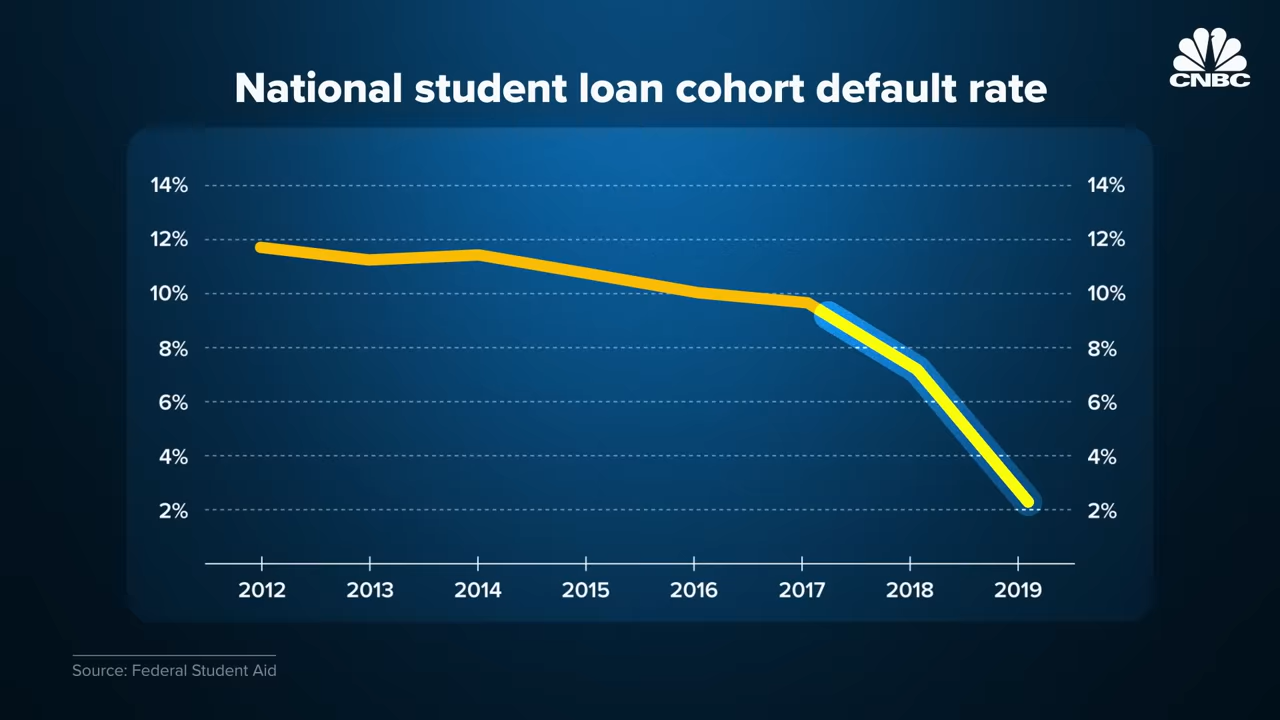 CNBC
National student loan cohort default rate
14% 14%
12% 12%
10% 10%
8% 8%
6% 6%
4% 4%
2% 2%
2012 2013 2014 2015 2016 2017 2018 2019
Source: Federal Student Aid